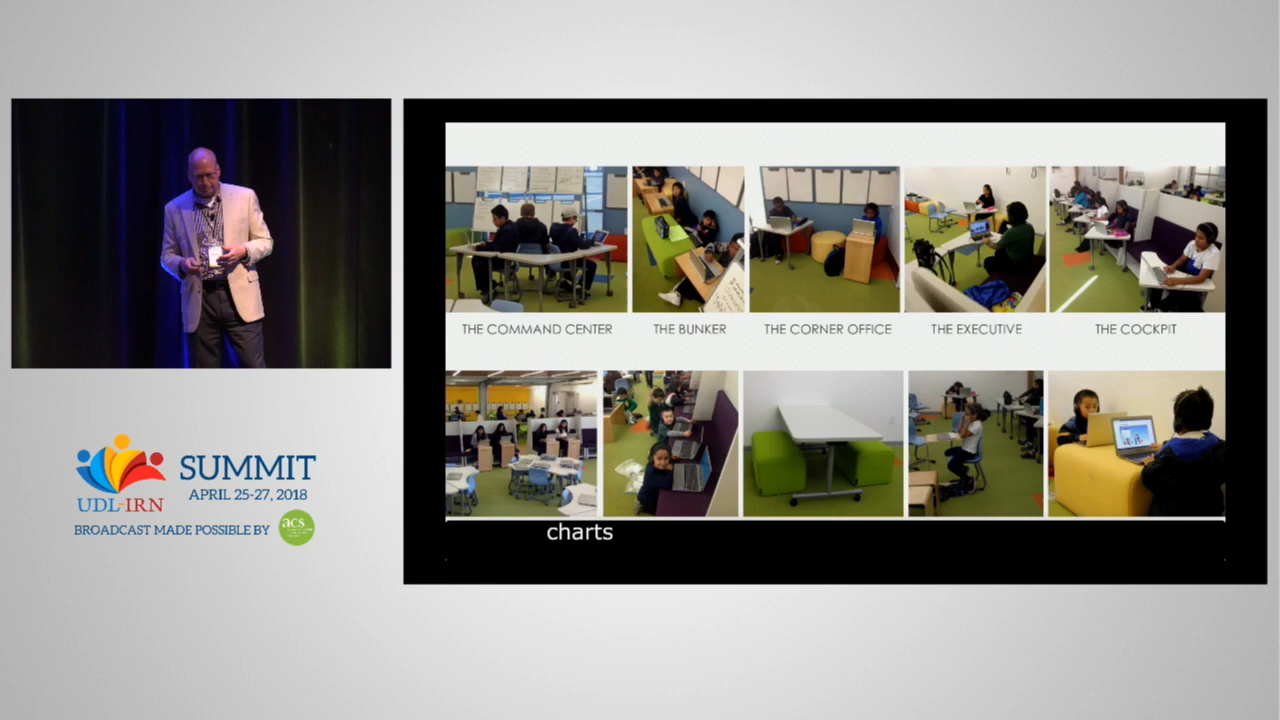 THE COMMAND CENTER
THE BUNKER
THE CORNER OFFICE
THE EXECUTIVE
THE COCKPIT
charts
UDL-IRN
SUMMIT
APRIL 25-27, 2018
BROADCAST MADE POSSIBLE BY
acs